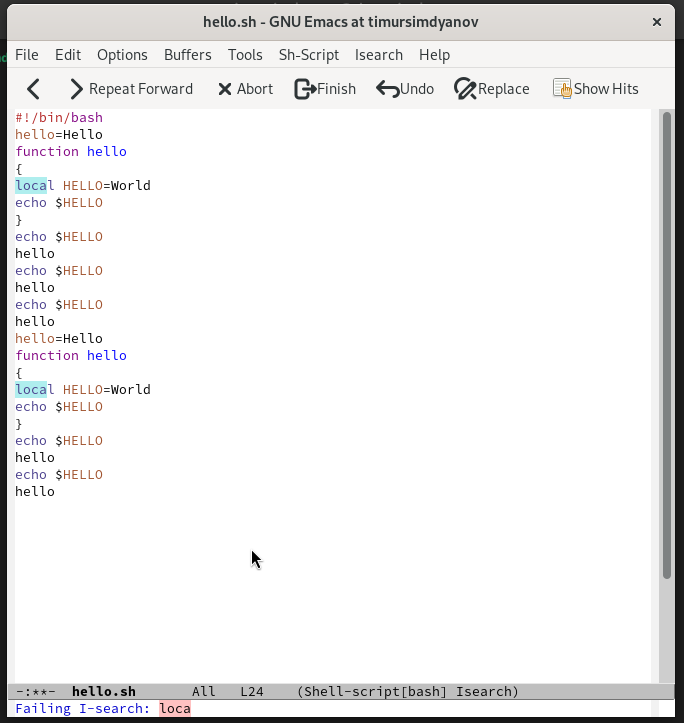 hello.sh - GNU Emacs at timursimdyanov
File Edit Options Buffers Tools Sh-Script Isearch Help
Repeat Forward Abort Finish Undo Replace Show Hits
#!/bin/bash
hello=Hello
function hello
{
local HELLO=World
echo $HELLO
}
echo $HELLO
hello
echo $HELLO
hello
echo $HELLO
hello
hello=Hello
function hello
{
local HELLO=World
echo $HELLO
}
echo $HELLO
hello
echo $HELLO
hello
-:**- hello.sh All L24 (Shell-script[bash] Isearch)
Failing I-search: loca